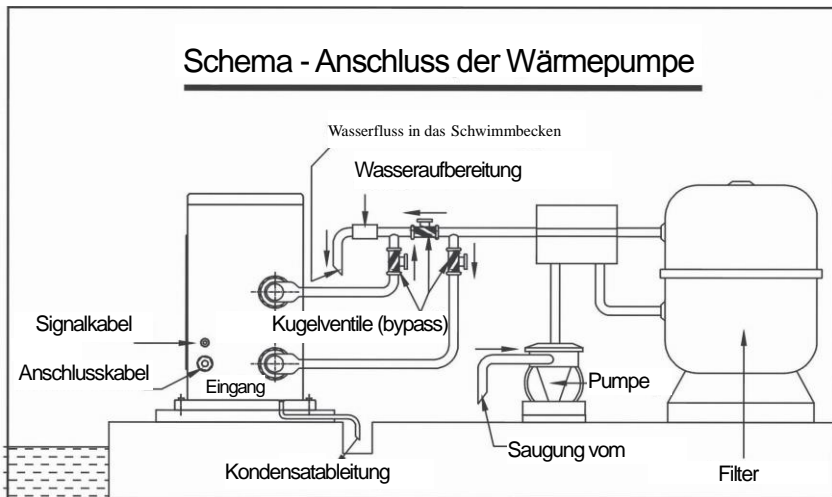 Schema - Anschluss der Wärmepumpe
Wasserfluss in das Schwimmbecken
Wasseraufbereitung
Signalkabel
Kugelventile (bypass)
Anschlusskabel
Eingang
Pumpe
Saugung vom
Kondensatableitung
Filter